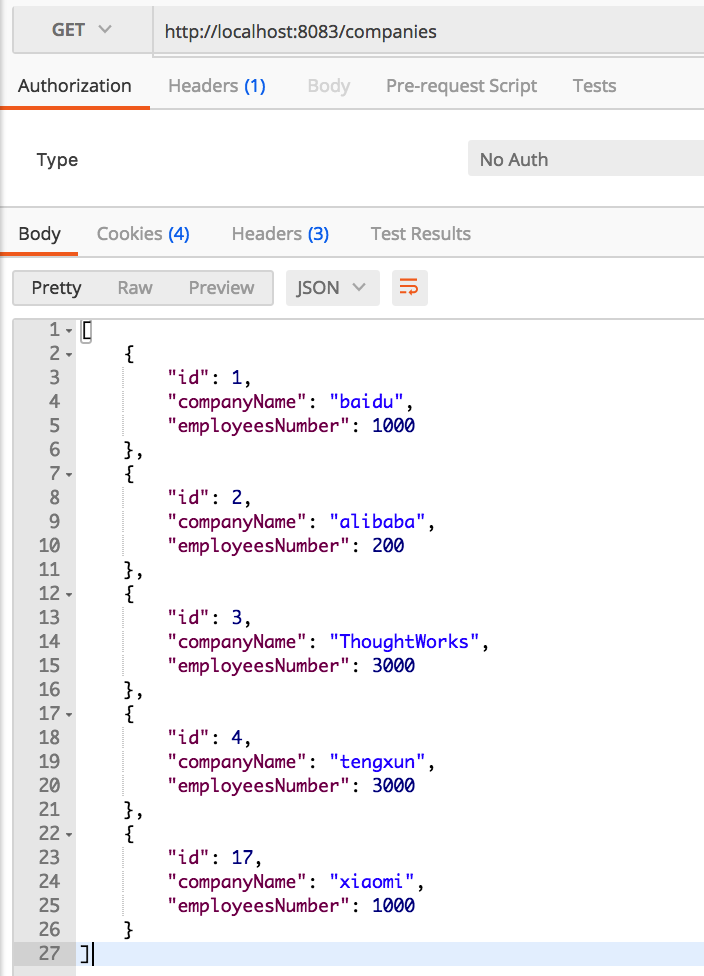 GET http://localhost:8083/companies
Authorization Headers (1) Body Pre-request Script Tests
Type No Auth
Body Cookies (4) Headers (3) Test Results
Pretty Raw Preview JSON
1 [
2 {
3 "id": 1,
4 "companyName": "baidu",
5 "employeesNumber": 1000
6 },
7 {
8 "id": 2,
9 "companyName": "alibaba",
10 "employeesNumber": 200
11 },
12 {
13 "id": 3,
14 "companyName": "ThoughtWorks",
15 "employeesNumber": 3000
16 },
17 {
18 "id": 4,
19 "companyName": "tengxun",
20 "employeesNumber": 3000
21 },
22 {
23 "id": 17,
24 "companyName": "xiaomi",
25 "employeesNumber": 1000
26 }
27 ]